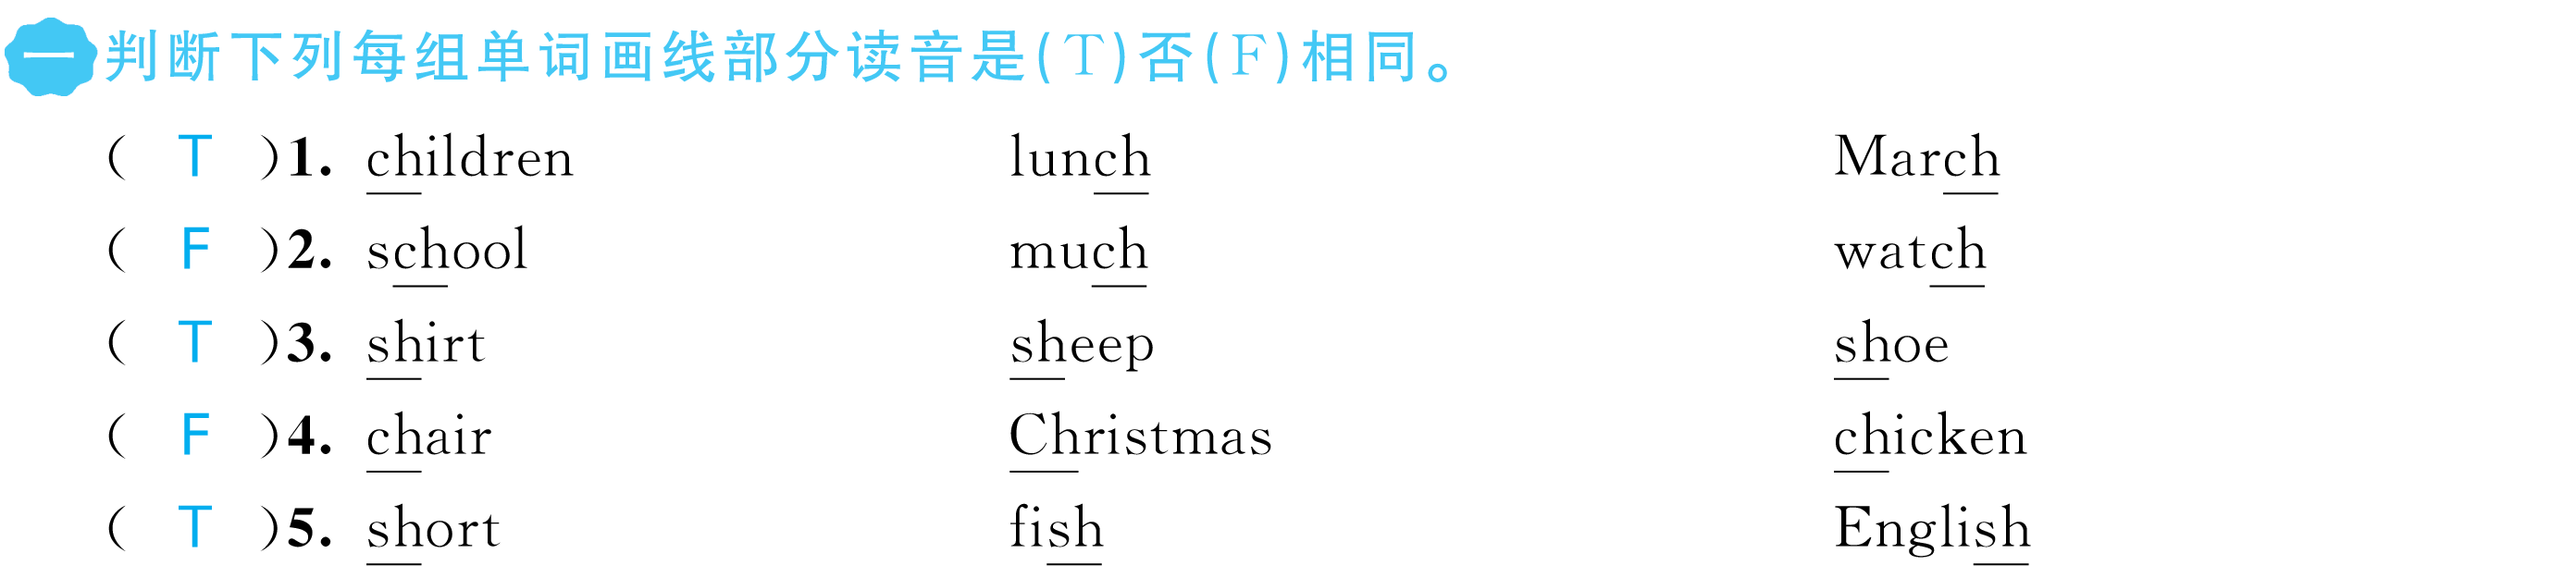 一 判断下列每组单词画线部分读音是(T)否(F)相同。
( T )1. children lunch March
( F )2. school much watch
( T )3. shirt sheep shoe
( F )4. chair Christmas chicken
( T )5. short fish English